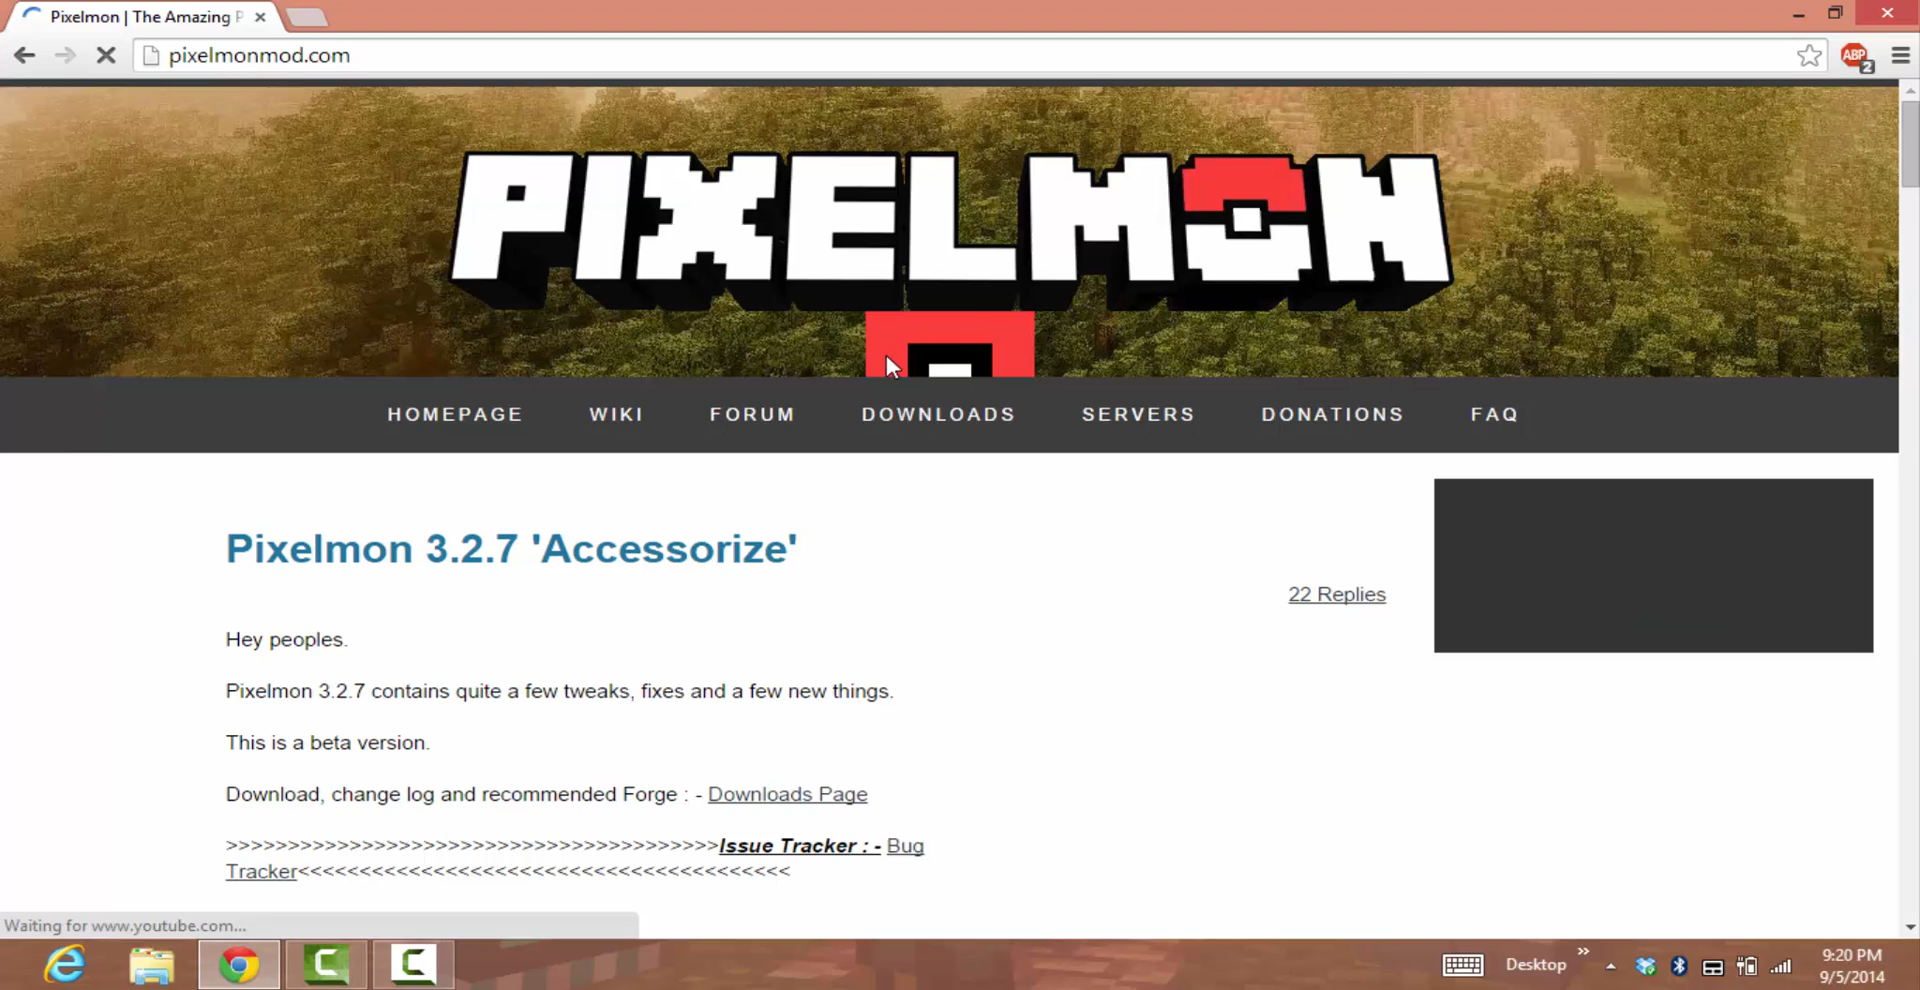 Pixelmon | The Amazing P
pixelmonmod.com
ABP
2
PIXELMON
HOMEPAGE WIKI FORUM DOWNLOADS SERVERS DONATIONS FAQ
Pixelmon 3.2.7 'Accessorize'
22 Replies
Hey peoples.
Pixelmon 3.2.7 contains quite a few tweaks, fixes and a few new things.
This is a beta version.
Download, change log and recommended Forge : - Downloads Page
>>>>>>>>>>>>>>>>>>>>>>>>>>>>>>>>>>>>>>>Issue Tracker : - Bug
Tracker<<<<<<<<<<<<<<<<<<<<<<<<<<<<<<<<<<<<<<<
Waiting for www.youtube.com...
Desktop
9:20 PM
9/5/2014